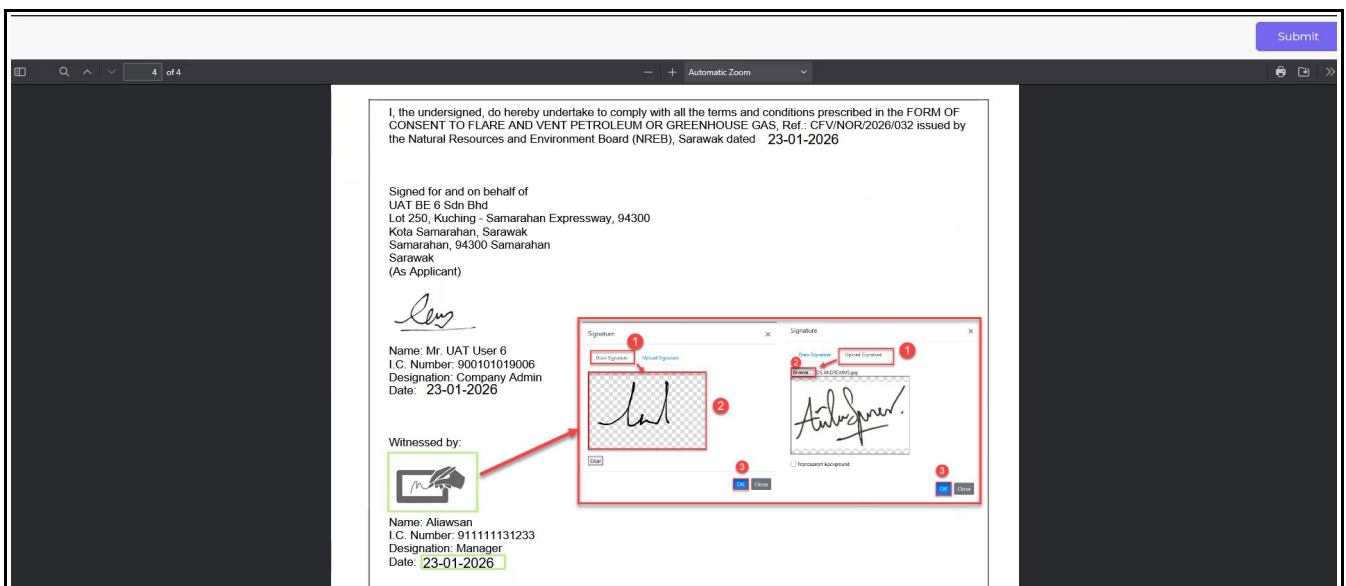 Submit
4 of 4
Automatic Zoom
I, the undersigned, do hereby undertake to comply with all the terms and conditions prescribed in the FORM OF
CONSENT TO FLARE AND VENT PETROLEUM OR GREENHOUSE GAS, Ref.: CFV/NOR/2026/032 issued by
the Natural Resources and Environment Board (NREB), Sarawak dated 23-01-2026
Signed for and on behalf of
UAT BE 6 Sdn Bhd
Lot 250, Kuching - Samarahan Expressway, 94300
Kota Samarahan, Sarawak
Samarahan, 94300 Samarahan
Sarawak
(As Applicant)
Name: Mr. UAT User 6
I.C. Number: 900101019006
Designation: Company Admin
Date: 23-01-2026
Witnessed by:
Name: Aliawsan
I.C. Number: 911111131233
Designation: Manager
Date: 23-01-2026
Signature ×
1
Draw Signature Upload Signature
2
Clear
3
OK Close
Signature ×
Draw Signature Upload Signature 1
2
Browse...
Transparent Background
3
OK Close